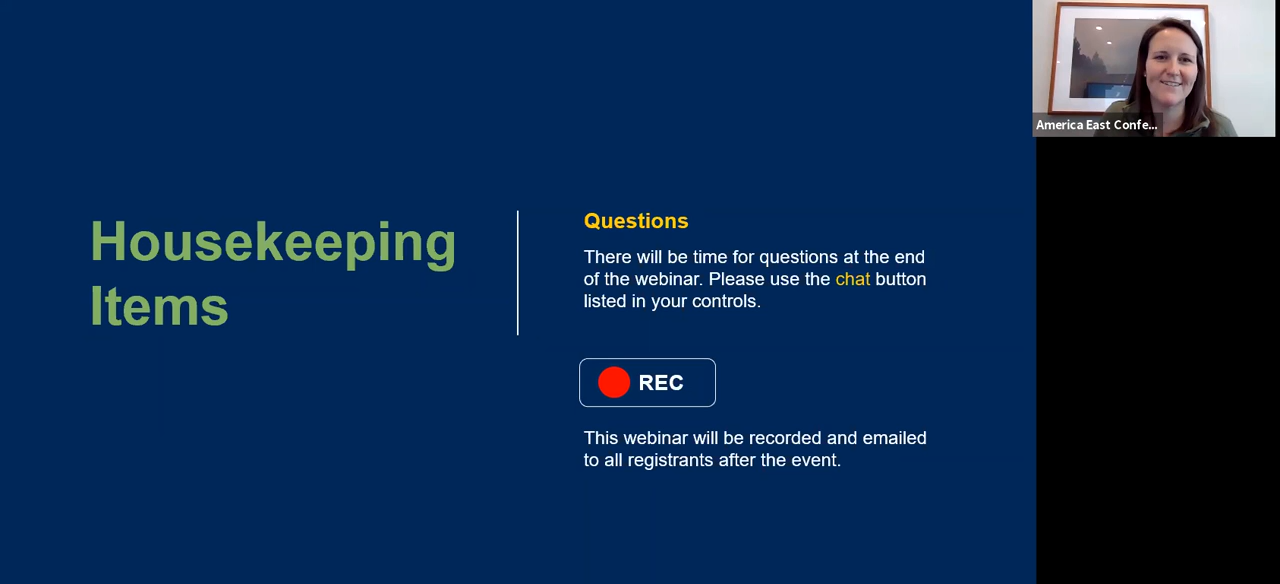 Housekeeping
Items
Questions
There will be time for questions at the end
of the webinar. Please use the chat button
listed in your controls.
REC
This webinar will be recorded and emailed
to all registrants after the event.
America East Confe...